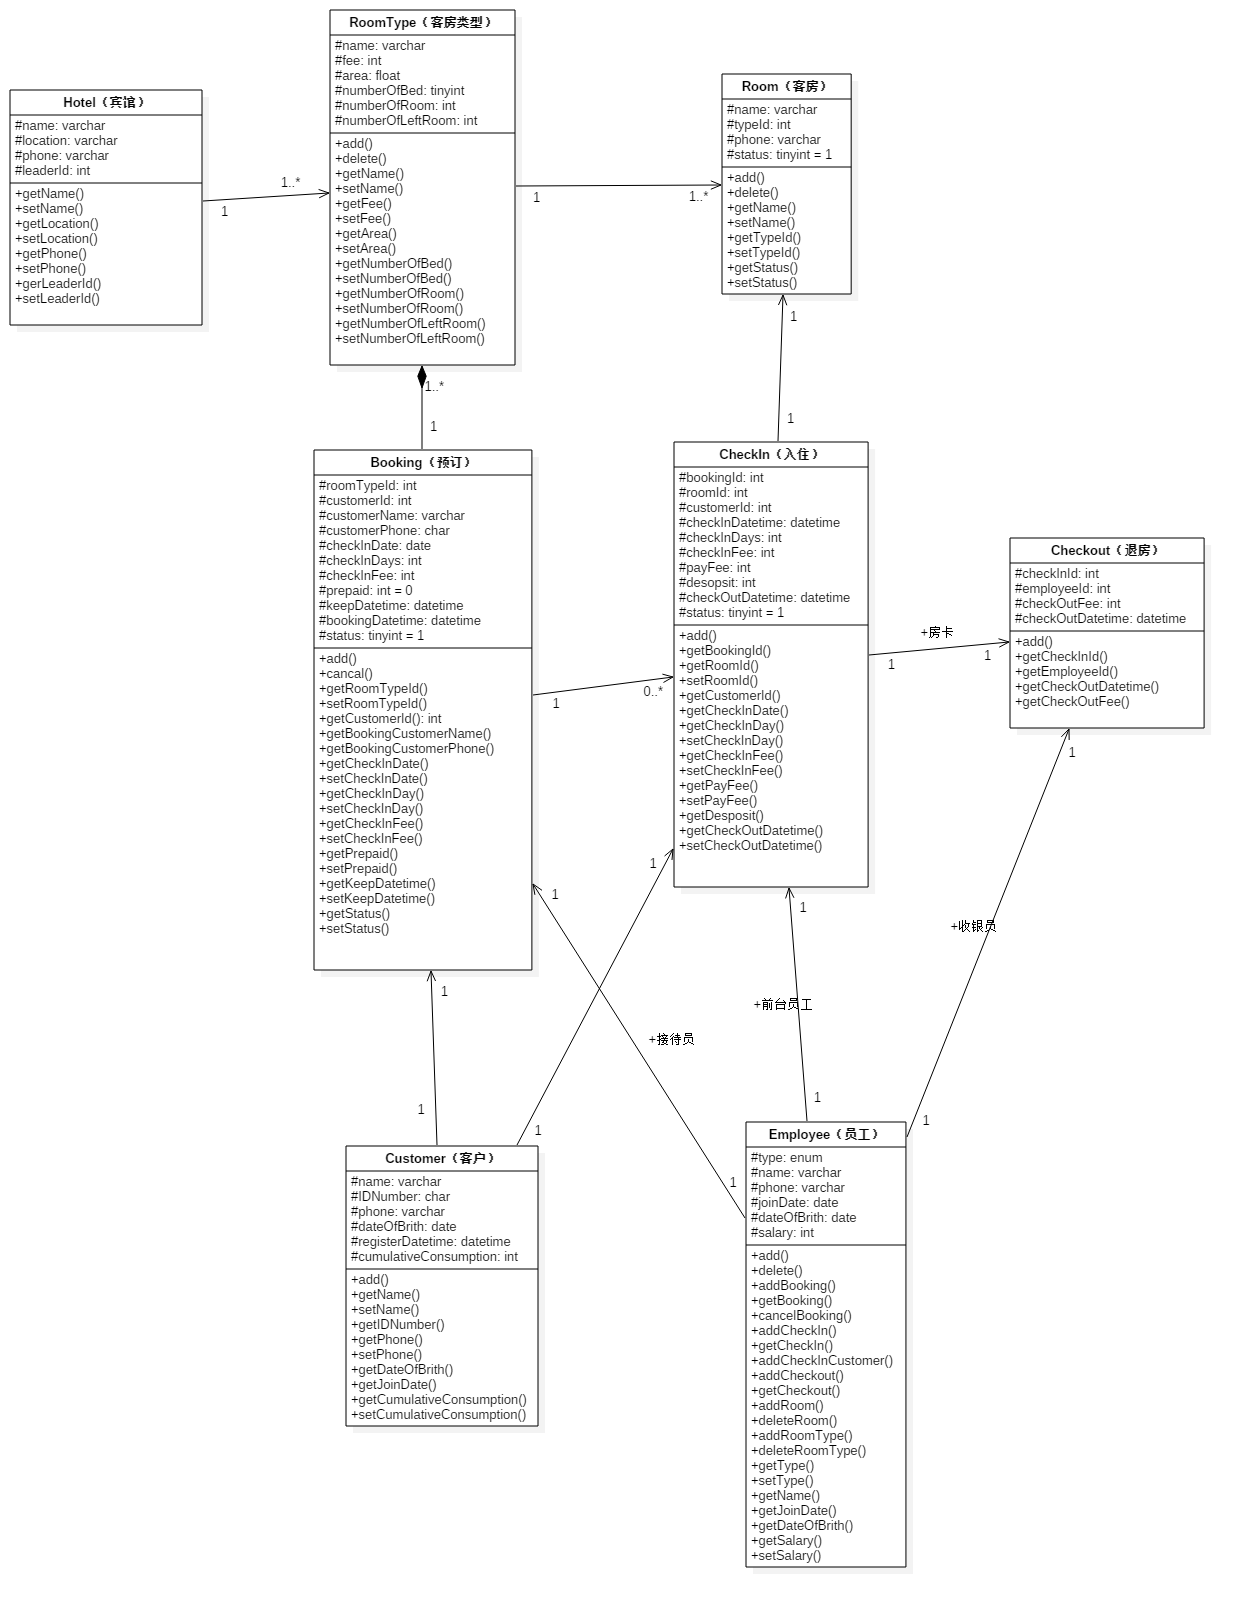 RoomType（客房类型）
#name: varchar
#fee: int
#area: float
#numberOfBed: tinyint
#numberOfRoom: int
#numberOfLeftRoom: int
+add()
+delete()
+getName()
+setName()
+getFee()
+setFee()
+getArea()
+setArea()
+getNumberOfBed()
+setNumberOfBed()
+getNumberOfRoom()
+setNumberOfRoom()
+getNumberOfLeftRoom()
+setNumberOfLeftRoom()
Hotel（宾馆）
#name: varchar
#location: varchar
#phone: varchar
#leaderId: int
+getName()
+setName()
+getLocation()
+setLocation()
+getPhone()
+setPhone()
+gerLeaderId()
+setLeaderId()
1..*
1
Room（客房）
#name: varchar
#typeId: int
#phone: varchar
#status: tinyint = 1
+add()
+delete()
+getName()
+setName()
+getTypeId()
+setTypeId()
+getStatus()
+setStatus()
1
1..*
1
1
1..*
1
Booking（预订）
#roomTypeId: int
#customerId: int
#customerName: varchar
#customerPhone: char
#checkInDate: date
#checkInDays: int
#checkInFee: int
#prepaid: int = 0
#keepDatetime: datetime
#bookingDatetime: datetime
#status: tinyint = 1
+add()
+cancal()
+getRoomTypeId()
+setRoomTypeId()
+getCustomerId(): int
+getBookingCustomerName()
+getBookingCustomerPhone()
+getCheckInDate()
+setCheckInDate()
+getCheckInDay()
+setCheckInDay()
+getCheckInFee()
+setCheckInFee()
+getPrepaid()
+setPrepaid()
+getKeepDatetime()
+setKeepDatetime()
+getStatus()
+setStatus()
CheckIn（入住）
#bookingId: int
#roomId: int
#customerId: int
#checkInDatetime: datetime
#checkInDays: int
#checkInFee: int
#payFee: int
#desopsit: int
#checkOutDatetime: datetime
#status: tinyint = 1
+add()
+getBookingId()
+getRoomId()
+setRoomId()
+getCustomerId()
+getCheckInDate()
+getCheckInDay()
+setCheckInDay()
+getCheckInFee()
+setCheckInFee()
+getPayFee()
+setPayFee()
+getDesposit()
+getCheckOutDatetime()
+setCheckOutDatetime()
Checkout（退房）
#checkInId: int
#employeeId: int
#checkOutFee: int
#checkOutDatetime: datetime
+add()
+getCheckInId()
+getEmployeeId()
+getCheckOutDatetime()
+getCheckOutFee()
+房卡
1
1
0..*
1
1
1
1
1
1
+收银员
+前台员工
+接待员
1
1
1
1
1
Customer（客户）
#name: varchar
#IDNumber: char
#phone: varchar
#dateOfBrith: date
#registerDatetime: datetime
#cumulativeConsumption: int
+add()
+getName()
+setName()
+getIDNumber()
+getPhone()
+setPhone()
+getDateOfBrith()
+getJoinDate()
+getCumulativeConsumption()
+setCumulativeConsumption()
Employee（员工）
#type: enum
#name: varchar
#phone: varchar
#joinDate: date
#dateOfBrith: date
#salary: int
+add()
+delete()
+addBooking()
+getBooking()
+cancelBooking()
+addCheckIn()
+getCheckIn()
+addCheckInCustomer()
+addCheckout()
+getCheckout()
+addRoom()
+deleteRoom()
+addRoomType()
+deleteRoomType()
+getType()
+setType()
+getName()
+getJoinDate()
+getDateOfBrith()
+getSalary()
+setSalary()